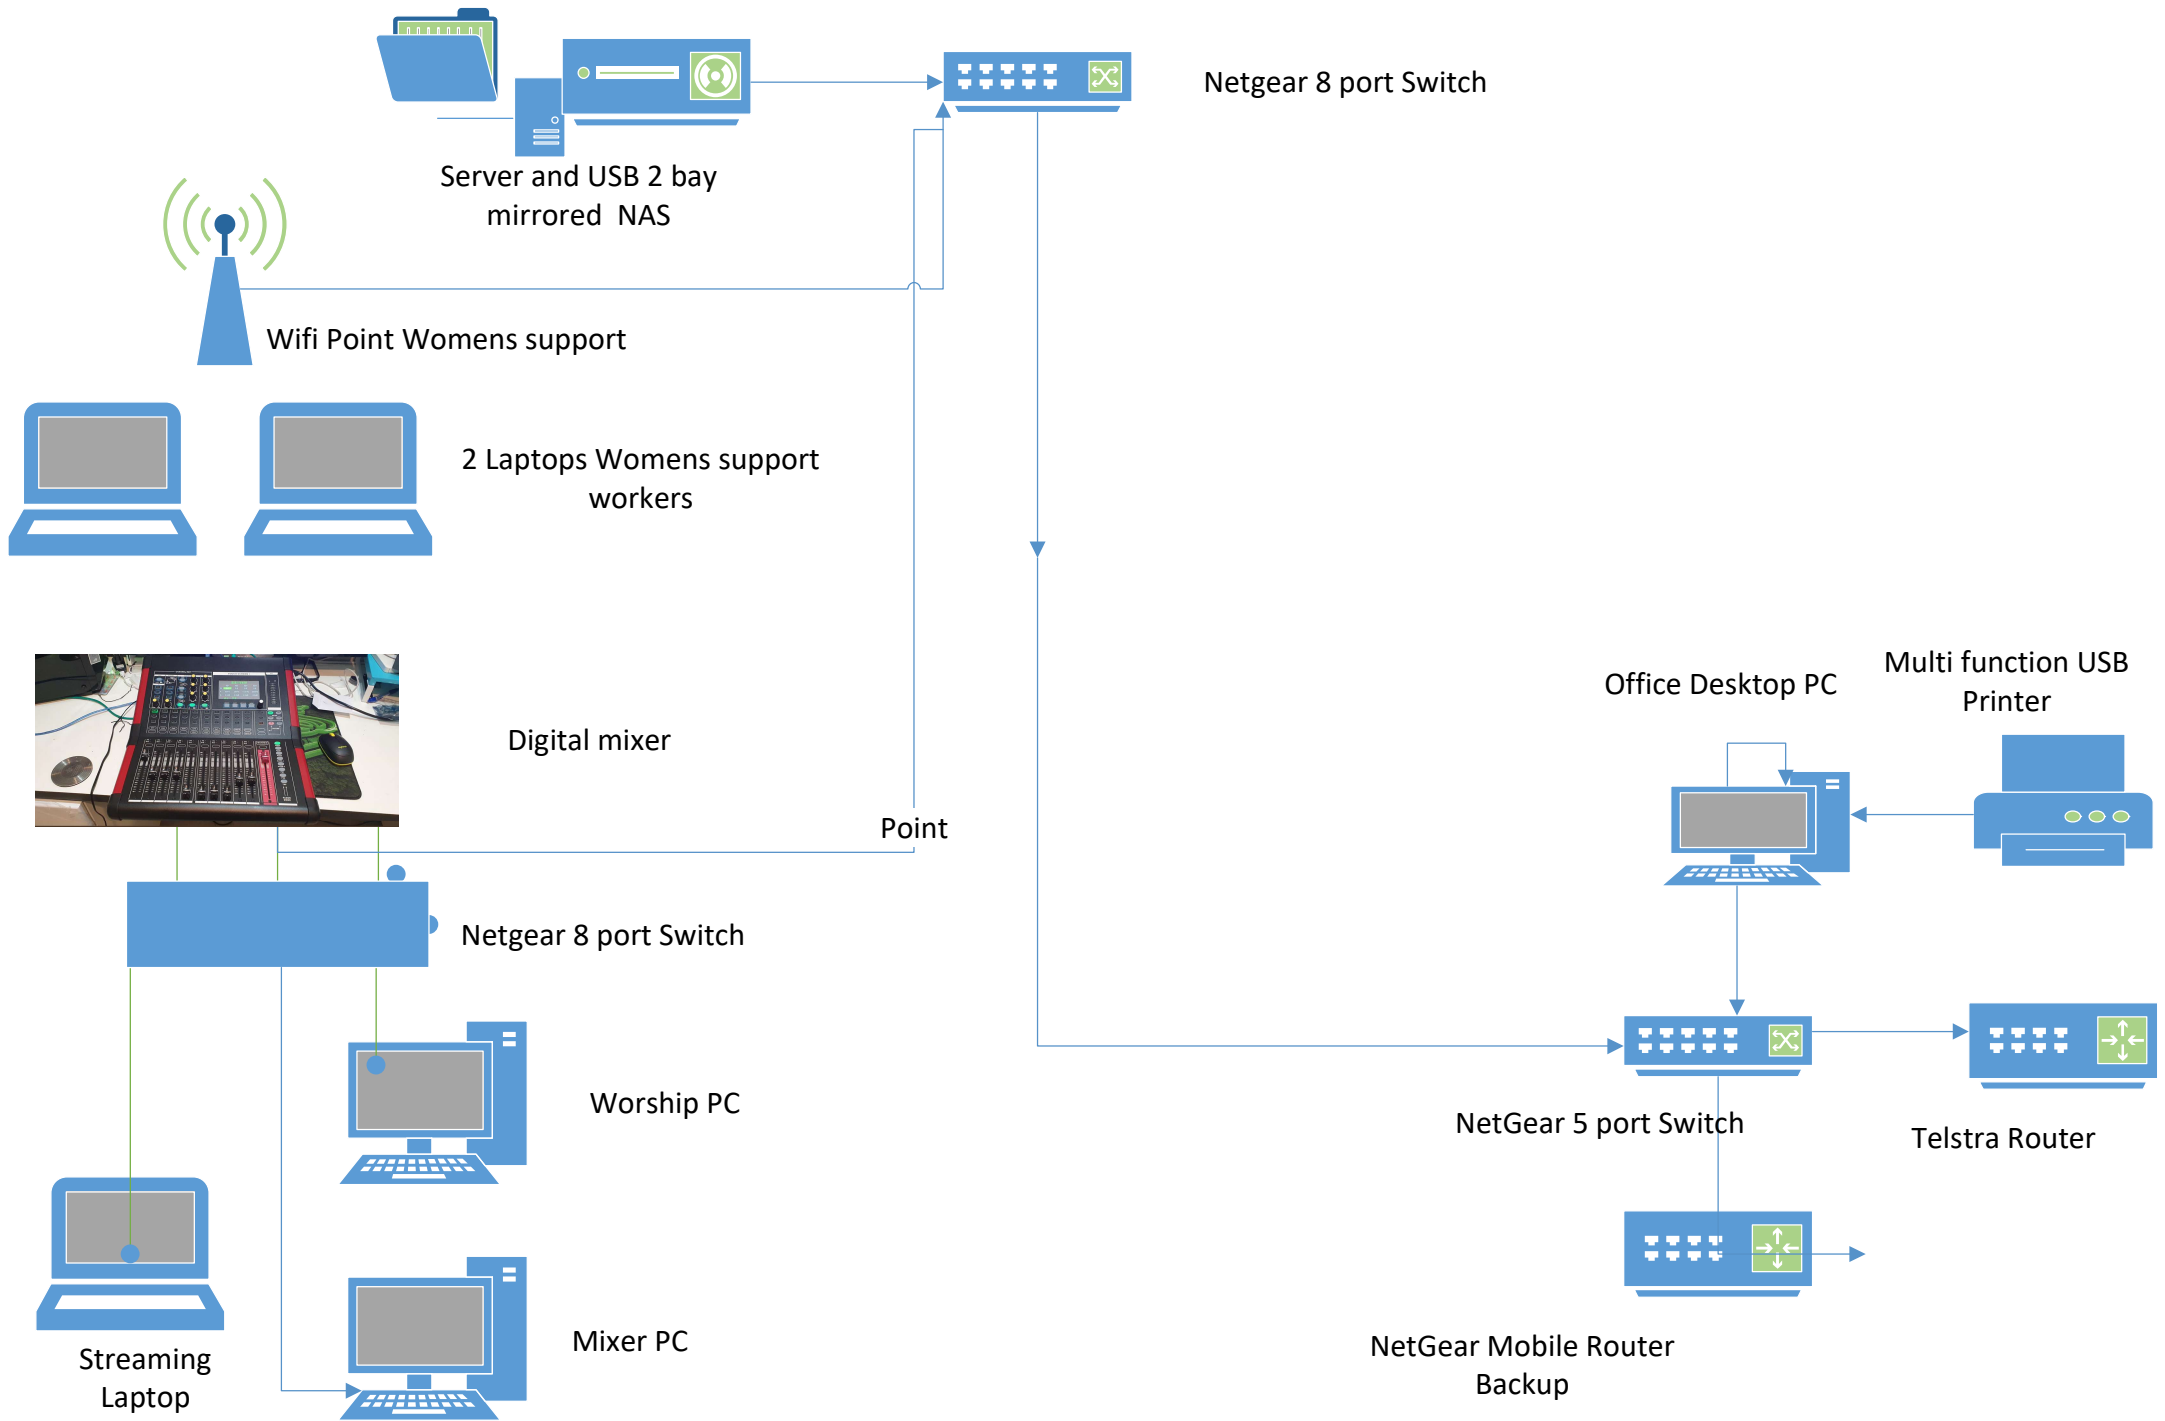 Netgear 8 port Switch
Server and USB 2 bay
mirrored  NAS
Wifi Point Womens support
2 Laptops Womens support
workers
Digital mixer
Point
Netgear 8 port Switch
Worship PC
Mixer PC
Streaming
Laptop
Office Desktop PC
Multi function USB
Printer
NetGear 5 port Switch
Telstra Router
NetGear Mobile Router
Backup